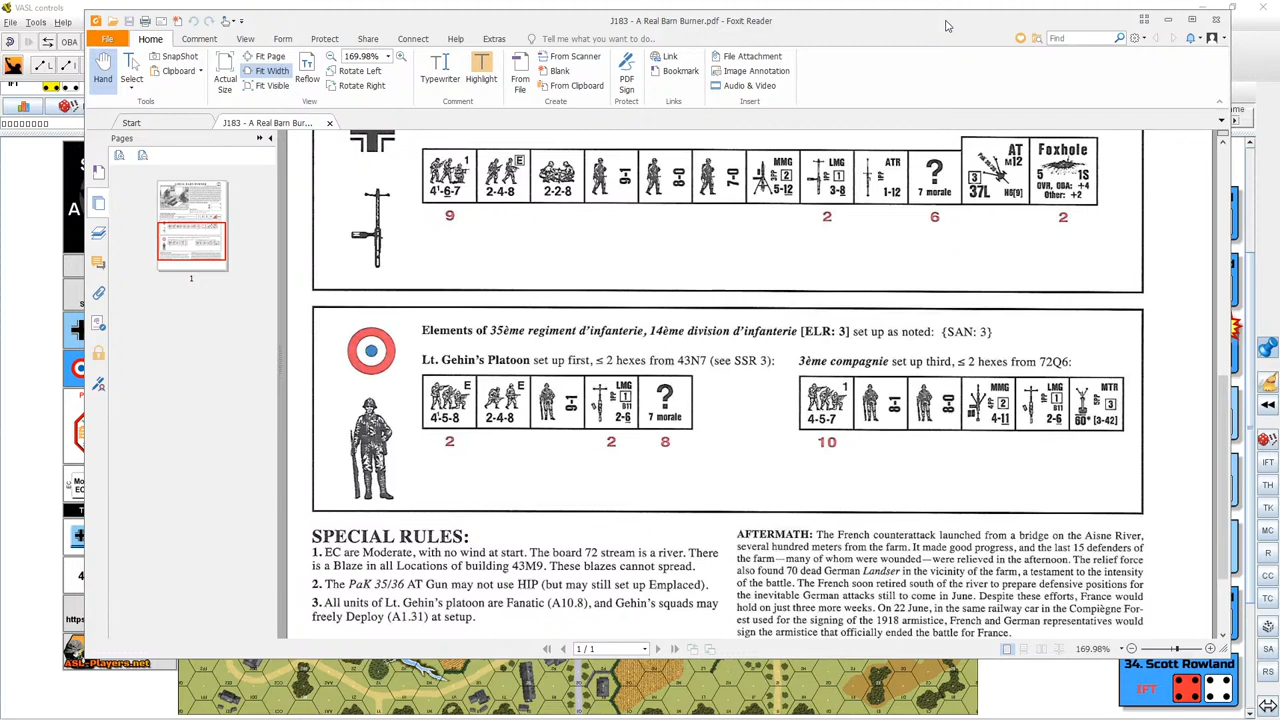 VASL controls
J183 - A Real Barn Burner.pdf - Foxit Reader
File Tools
File Home Comment View Form Protect Share Connect Help Extras Tell me what you want to do.. Find
OBA
Hand Select SnapShot Clipboard Actual Size Fit Page Fit Width Fit Visible Reflow 169.98% Rotate Left Rotate Right Typewriter Highlight From File From Scanner Blank From Clipboard PDF Sign Link Bookmark File Attachment Image Annotation Audio & Video
IFT
Tools View Comment Create Protect Links Insert
Start J183 - A Real Barn Bur...
Pages
1 E MMG LMG ATR ? AT M12 Foxhole
4-6-7 2-4-8 2-2-8 9-1 8-0 7-0 2 5-12 1 3-8 1-12 7 morale 3 37L 5 1S OVR, OBA: +4 Other: +2
9 2 6 2
1
Elements of 35ème regiment d'infanterie, 14ème division d'infanterie [ELR: 3] set up as noted: {SAN: 3}
Lt. Gehin's Platoon set up first, ≤ 2 hexes from 43N7 (see SSR 3);
3ème compagnie set up third, ≤ 2 hexes from 72Q6:
E E LMG 1 B11 ?
4-5-8 2-4-8 9-1 2-6 7 morale
2 2 8
1 MMG 2 LMG 1 B11 MTR 3
4-5-7 8-1 8-0 4-11 2-6 60* [3-42]
10
SPECIAL RULES:
1. EC are Moderate, with no wind at start. The board 72 stream is a river. There
is a Blaze in all Locations of building 43M9. These blazes cannot spread.
2. The PaK 35/36 AT Gun may not use HIP (but may still set up Emplaced).
3. All units of Lt. Gehin's platoon are Fanatic (A10.8), and Gehin's squads may
freely Deploy (A1.31) at setup.
AFTERMATH: The French counterattack launched from a bridge on the Aisne River,
several hundred meters from the farm. It made good progress, and the last 15 defenders of
the farm—many of whom were wounded—were relieved in the afternoon. The relief force
also found 70 dead German Landser in the vicinity of the farm, a testament to the intensity
of the battle. The French soon retired south of the river to prepare defensive positions for
the inevitable German attacks still to come in June. Despite these efforts, France would
hold on just three more weeks. On 22 June, in the same railway car in the Compiègne For-
est used for the signing of the 1918 armistice, French and German representatives would
sign the armistice that officially ended the battle for France.
1 / 1 169.98%
ASL-Players.net
34. Scott Rowland
IFT
IFT
TH
TK
R
CC
TC
SA
RS